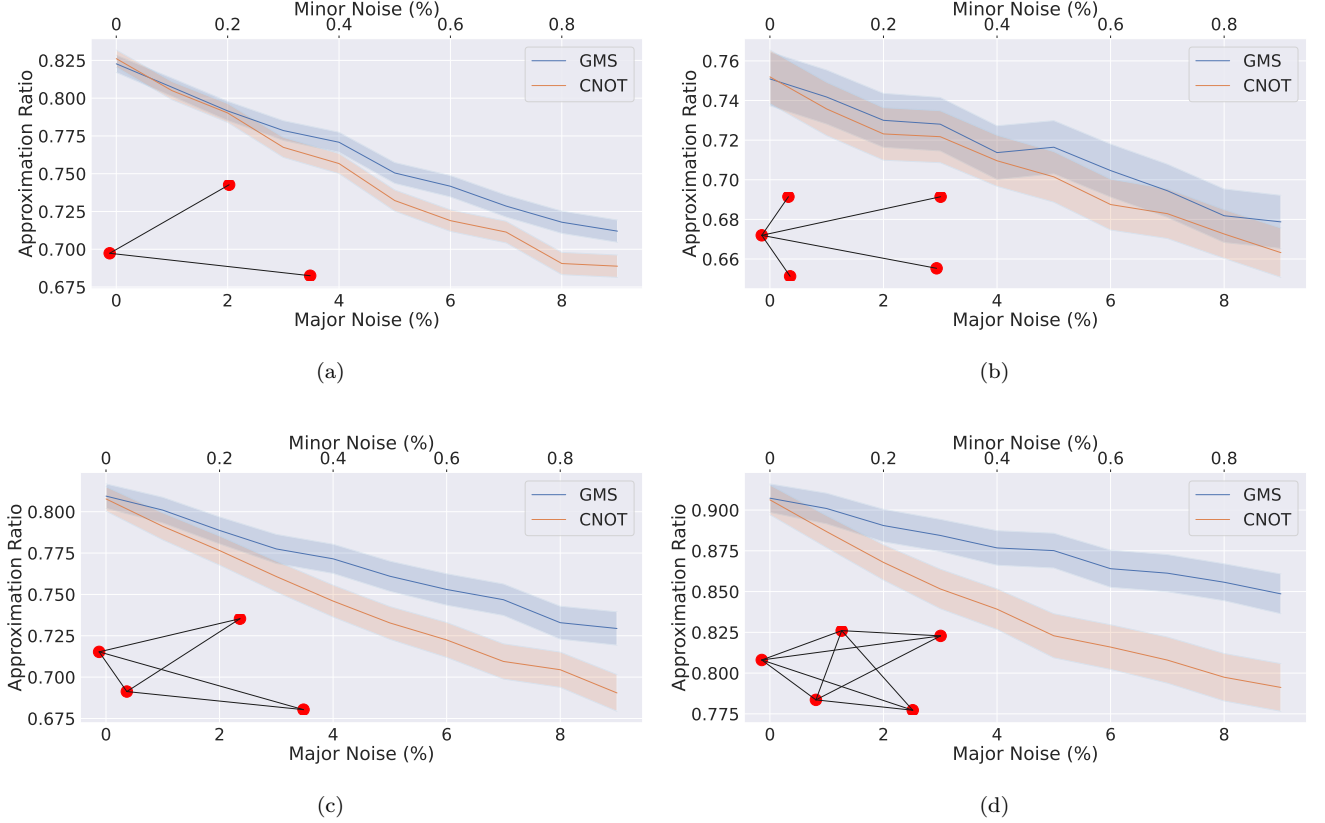 Minor Noise (%)
0 0.2 0.4 0.6 0.8
Approximation Ratio
0.825
0.800
0.775
0.750
0.725
0.700
0.675
GMS
CNOT
0 2 4 6 8
Major Noise (%)
(a)
Minor Noise (%)
0 0.2 0.4 0.6 0.8
Approximation Ratio
0.76
0.74
0.72
0.70
0.68
0.66
GMS
CNOT
0 2 4 6 8
Major Noise (%)
(b)
Minor Noise (%)
0 0.2 0.4 0.6 0.8
Approximation Ratio
0.800
0.775
0.750
0.725
0.700
0.675
GMS
CNOT
0 2 4 6 8
Major Noise (%)
(c)
Minor Noise (%)
0 0.2 0.4 0.6 0.8
Approximation Ratio
0.900
0.875
0.850
0.825
0.800
0.775
GMS
CNOT
0 2 4 6 8
Major Noise (%)
(d)